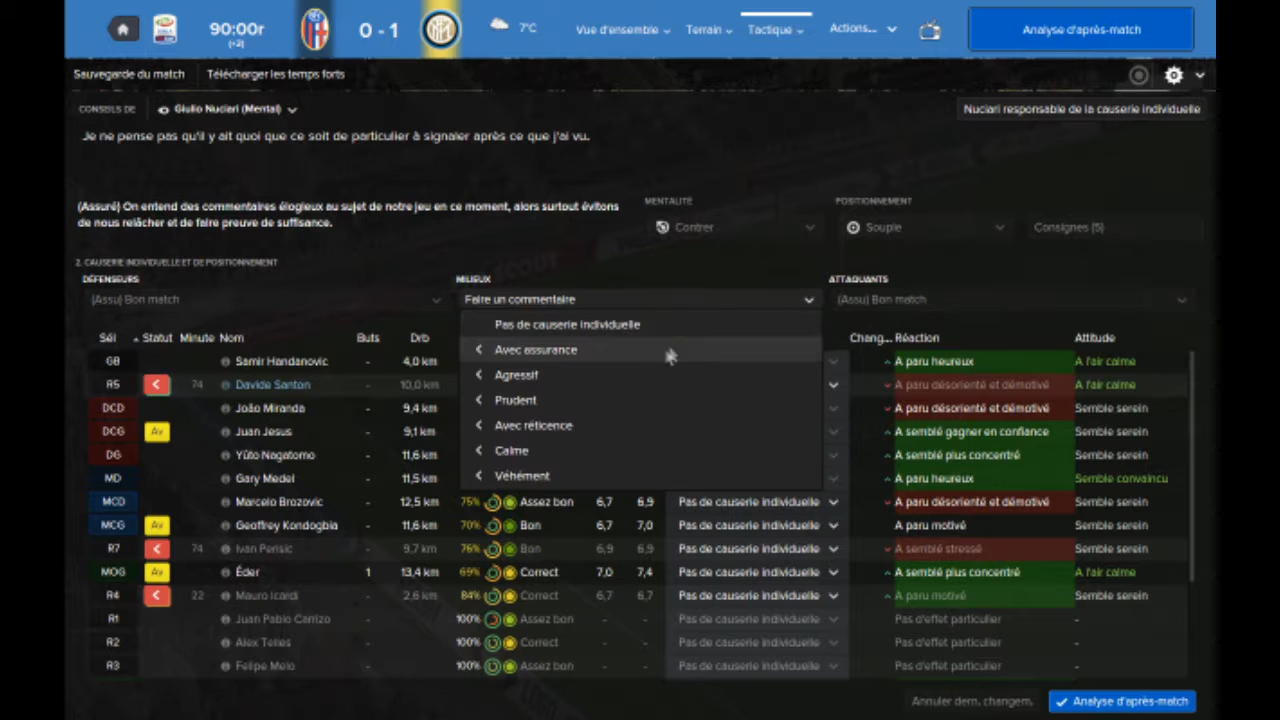 90:00r
(+2)
0 - 1
7°C
Vue d'ensemble
Terrain
Tactique
Actions...
Analyse d'après-match
Sauvegarde du match
Télécharger les temps forts
CONSEILS DE
Giulio Nuciari (Mental)
Nuciari responsable de la causerie individuelle
Je ne pense pas qu'il y ait quoi que ce soit de particulier à signaler après ce que j'ai vu.
(Assuré) On entend des commentaires élogieux au sujet de notre jeu en ce moment, alors surtout évitons
de nous relâcher et de faire preuve de suffisance.
MENTALITÉ
Contrer
POSITIONNEMENT
Souple
Consignes (5)
2. CAUSERIE INDIVIDUELLE ET DE POSITIONNEMENT
DÉFENSEURS
(Assu) Bon match
MILIEUX
Faire un commentaire
ATTAQUANTS
(Assu) Bon match
Pas de causerie individuelle
Avec assurance
Agressif
Prudent
Avec réticence
Calme
Véhément
Sél Statut Minute Nom Buts Drb Chang... Réaction Attitude
GB Samir Handanovic - 4,0 km A paru heureux A l'air calme
R5 74 Davide Santon - 10,0 km A paru désorienté et démotivé A l'air calme
DCD João Miranda - 9,4 km A paru désorienté et démotivé Semble serein
DCG Av Juan Jesus - 9,1 km A semblé gagner en confiance Semble serein
DG Yūto Nagatomo - 11,6 km A semblé plus concentré Semble serein
MD Gary Medel - 11,5 km A paru heureux Semble convaincu
MCD Marcelo Brozovic - 12,5 km 75% Assez bon 6,7 6,9 Pas de causerie individuelle A paru désorienté et démotivé Semble serein
MCG Av Geoffrey Kondogbia - 11,6 km 70% Bon 6,7 7,0 Pas de causerie individuelle A paru motivé Semble serein
R7 74 Ivan Perisic - 9,7 km 76% Bon 6,9 6,9 Pas de causerie individuelle A semblé stressé Semble serein
MOG Av Éder 1 13,4 km 69% Correct 7,0 7,4 Pas de causerie individuelle A semblé plus concentré A l'air calme
R4 22 Mauro Icardi - 2,6 km 84% Correct 6,7 6,7 Pas de causerie individuelle A paru motivé Semble serein
R1 Juan Pablo Carrizo - 100% Assez bon - - Pas de causerie individuelle Pas d'effet particulier -
R2 Alex Telles - 100% Correct - - Pas de causerie individuelle Pas d'effet particulier -
R3 Felipe Melo - 100% Assez bon - - Pas de causerie individuelle Pas d'effet particulier -
Annuler dern. changem.
Analyse d'après-match